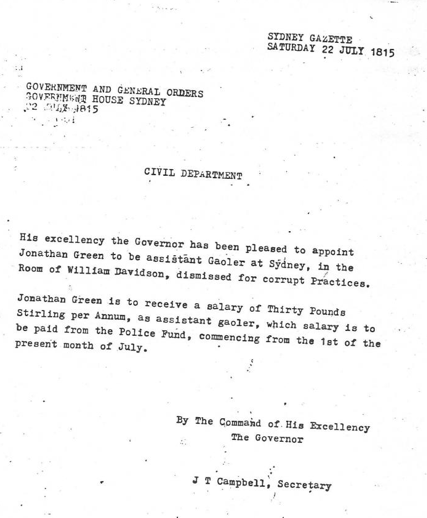 SYDNEY GAZETTE
SATURDAY 22 JULY 1815
GOVERNMENT AND GENERAL ORDERS
GOVERNMENT HOUSE SYDNEY
22 JULY 1815
CIVIL DEPARTMENT
His excellency the Governor has been pleased to appoint
Jonathan Green to be assistant Gaoler at Sydney, in the
Room of William Davidson, dismissed for corrupt Practices.
Jonathan Green is to receive a salary of Thirty Pounds
Stirling per Annum, as assistant gaoler, which salary is to
be paid from the Police Fund, commencing from the 1st of the
present month of July.
By The Command of His Excellency
The Governor
J T Campbell, Secretary